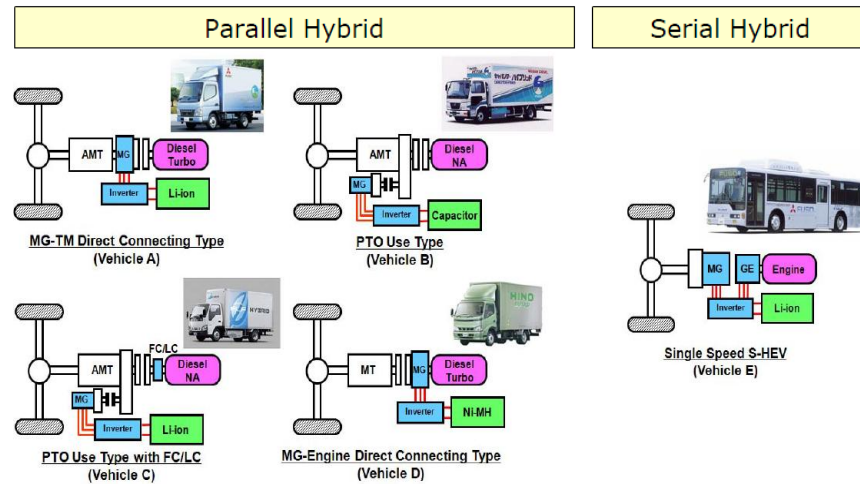 Parallel Hybrid
Serial Hybrid
AMT
MG
Diesel
Turbo
Inverter
Li-ion
MG-TM Direct Connecting Type
(Vehicle A)
AMT
Diesel
NA
MG
Inverter
Capacitor
PTO Use Type
(Vehicle B)
FC/LC
AMT
Diesel
NA
MG
Inverter
Li-ion
PTO Use Type with FC/LC
(Vehicle C)
HYBRID
HINO
MT
MG
Diesel
Turbo
Inverter
Ni-MH
MG-Engine Direct Connecting Type
(Vehicle D)
FUSO
MG
GE
Engine
Inverter
Li-ion
Single Speed S-HEV
(Vehicle E)